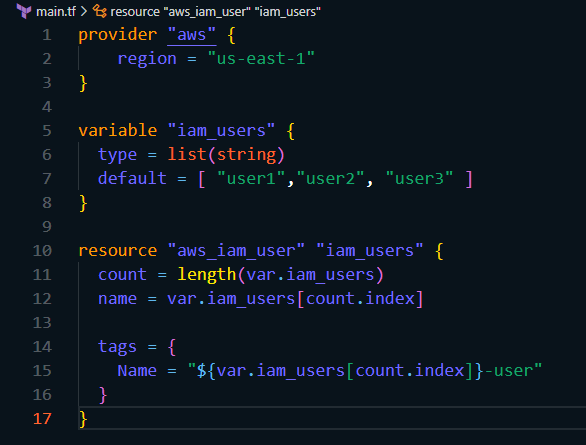 main.tf > resource "aws_iam_user" "iam_users"
1 provider "aws" {
2     region = "us-east-1"
3 }
4
5 variable "iam_users" {
6   type = list(string)
7   default = [ "user1","user2", "user3" ]
8 }
9
10 resource "aws_iam_user" "iam_users" {
11   count = length(var.iam_users)
12   name = var.iam_users[count.index]
13
14   tags = {
15     Name = "${var.iam_users[count.index]}-user"
16   }
17 }